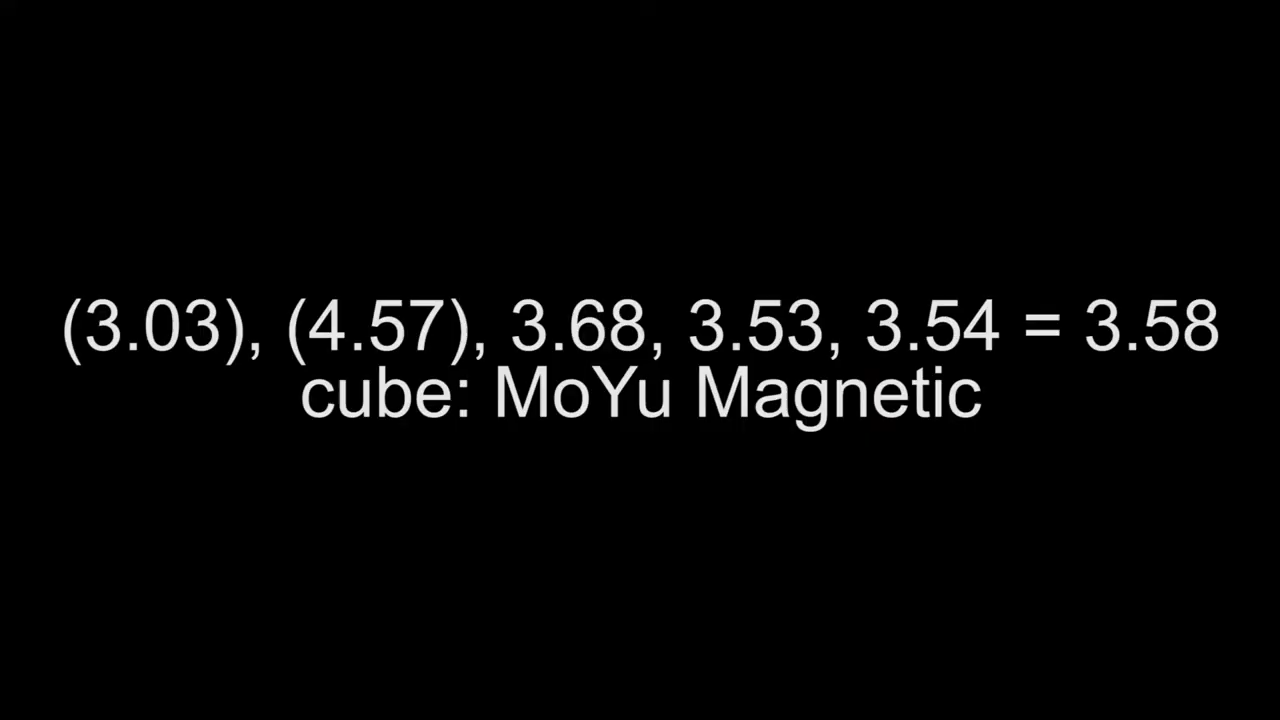 (3.03), (4.57), 3.68, 3.53, 3.54 = 3.58
cube: MoYu Magnetic